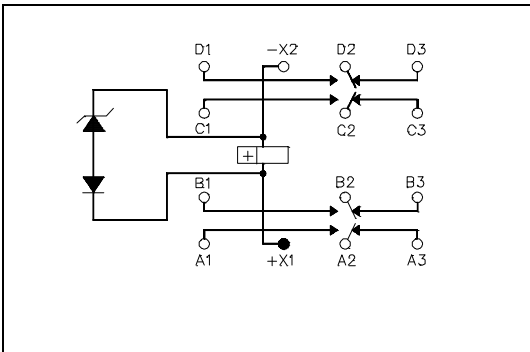 D1 -X2 D2 D3
C1 C2 C3
+
B1 B2 B3
A1 +X1 A2 A3